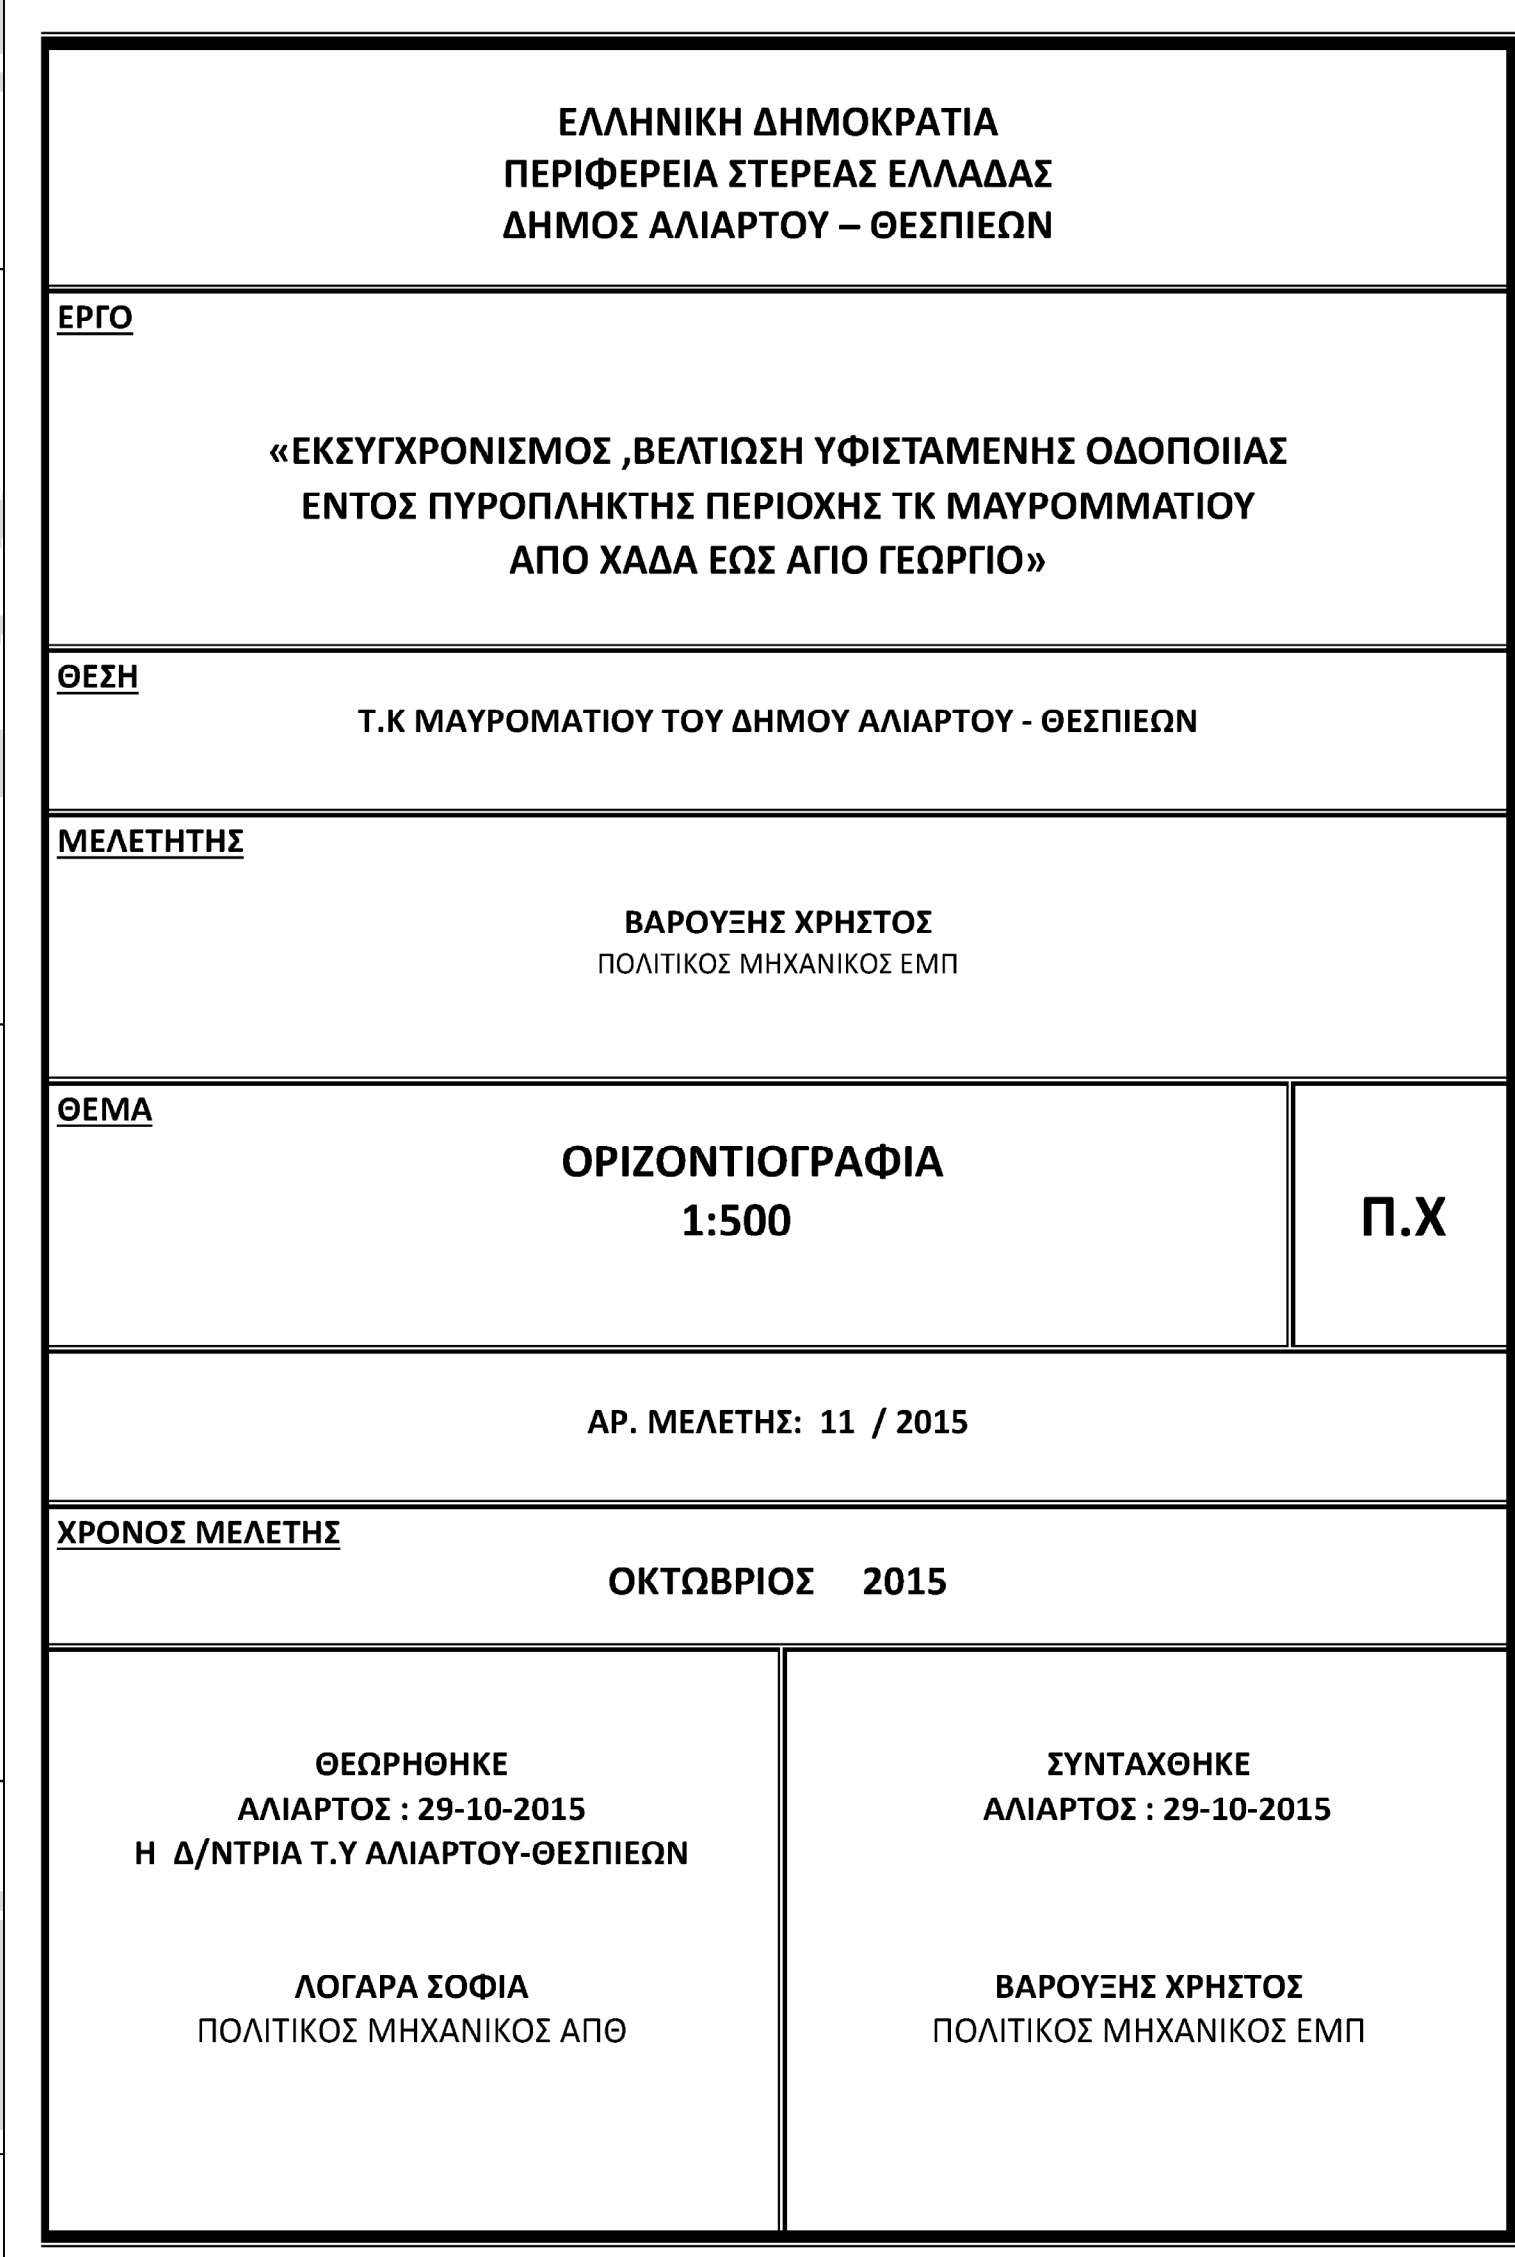 ΕΛΛΗΝΙΚΗ ΔΗΜΟΚΡΑΤΙΑ
ΠΕΡΙΦΕΡΕΙΑ ΣΤΕΡΕΑΣ ΕΛΛΑΔΑΣ
ΔΗΜΟΣ ΑΛΙΑΡΤΟΥ – ΘΕΣΠΙΕΩΝ
ΕΡΓΟ
«ΕΚΣΥΓΧΡΟΝΙΣΜΟΣ ,ΒΕΛΤΙΩΣΗ ΥΦΙΣΤΑΜΕΝΗΣ ΟΔΟΠΟΙΙΑΣ
ΕΝΤΟΣ ΠΥΡΟΠΛΗΚΤΗΣ ΠΕΡΙΟΧΗΣ ΤΚ ΜΑΥΡΟΜΜΑΤΙΟΥ
ΑΠΟ ΧΑΔΑ ΕΩΣ ΑΓΙΟ ΓΕΩΡΓΙΟ»
ΘΕΣΗ
Τ.Κ ΜΑΥΡΟΜΑΤΙΟΥ ΤΟΥ ΔΗΜΟΥ ΑΛΙΑΡΤΟΥ - ΘΕΣΠΙΕΩΝ
ΜΕΛΕΤΗΤΗΣ
ΒΑΡΟΥΞΗΣ ΧΡΗΣΤΟΣ
ΠΟΛΙΤΙΚΟΣ ΜΗΧΑΝΙΚΟΣ ΕΜΠ
ΘΕΜΑ
ΟΡΙΖΟΝΤΙΟΓΡΑΦΙΑ
1:500
Π.Χ
ΑΡ. ΜΕΛΕΤΗΣ: 11 / 2015
ΧΡΟΝΟΣ ΜΕΛΕΤΗΣ
ΟΚΤΩΒΡΙΟΣ 2015
ΘΕΩΡΗΘΗΚΕ
ΑΛΙΑΡΤΟΣ : 29-10-2015
Η Δ/ΝΤΡΙΑ Τ.Υ ΑΛΙΑΡΤΟΥ-ΘΕΣΠΙΕΩΝ
ΛΟΓΑΡΑ ΣΟΦΙΑ
ΠΟΛΙΤΙΚΟΣ ΜΗΧΑΝΙΚΟΣ ΑΠΘ
ΣΥΝΤΑΧΘΗΚΕ
ΑΛΙΑΡΤΟΣ : 29-10-2015
ΒΑΡΟΥΞΗΣ ΧΡΗΣΤΟΣ
ΠΟΛΙΤΙΚΟΣ ΜΗΧΑΝΙΚΟΣ ΕΜΠ